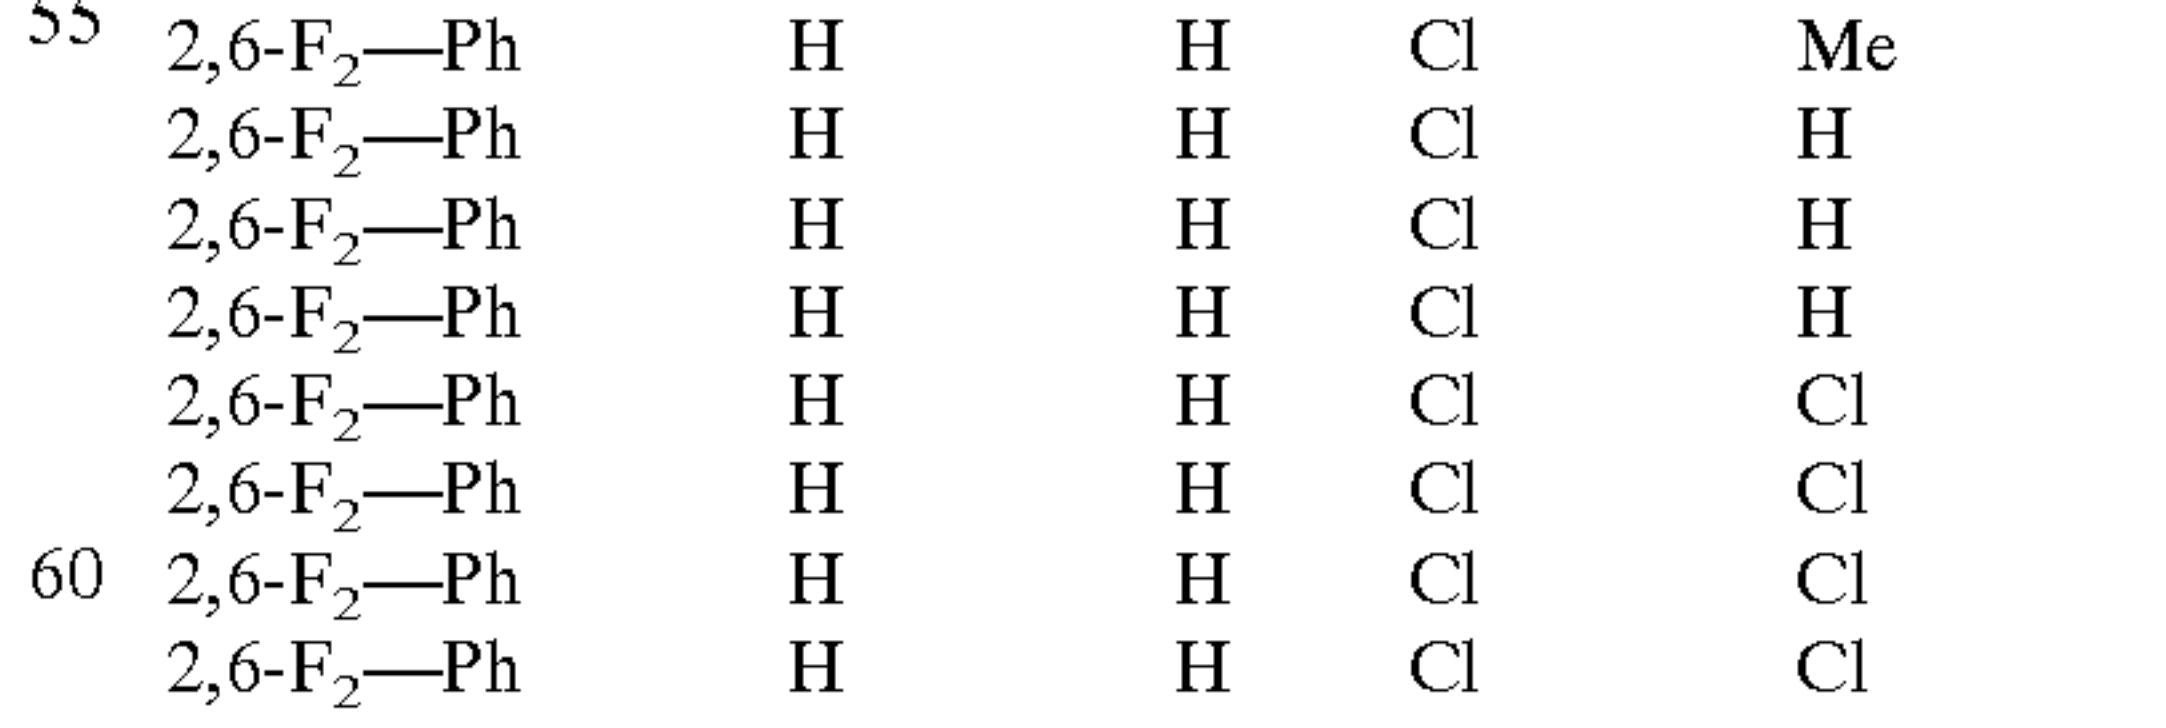 55 2,6-F₂—Ph H H Cl Me
2,6-F₂—Ph H H Cl H
2,6-F₂—Ph H H Cl H
2,6-F₂—Ph H H Cl H
2,6-F₂—Ph H H Cl Cl
2,6-F₂—Ph H H Cl Cl
60 2,6-F₂—Ph H H Cl Cl
2,6-F₂—Ph H H Cl Cl